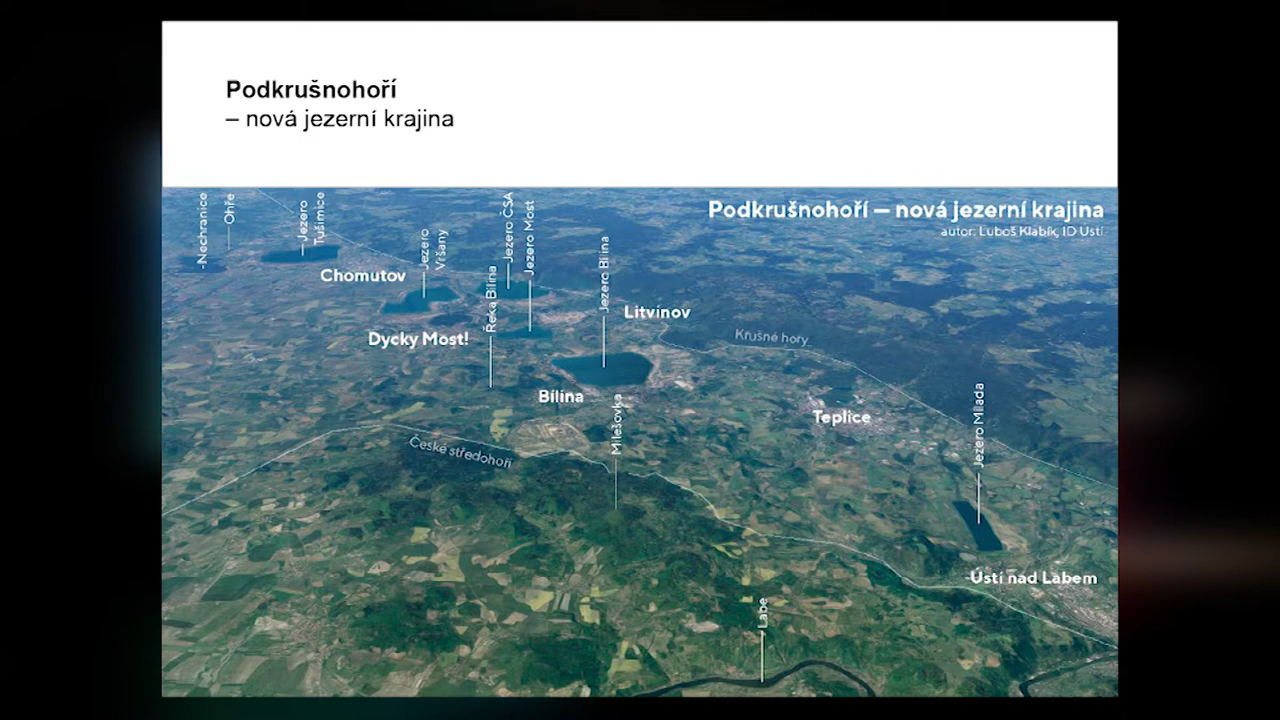 Podkrušnohoří
– nová jezerní krajina
Podkrušnohoří – nová jezerní krajina
autor: Luboš Klabík, ID Ústí
Nechranice
Ohře
Jezero
Tušimice
Chomutov
Jezero
Vršany
Jezero ČSA
Jezero Most
Řeka Bílina
Jezero Bílina
Litvínov
Dycky Most!
Krušné hory
Bílina
Milešovka
Teplice
Jezero Milada
České středohoří
Ústí nad Labem
Labe